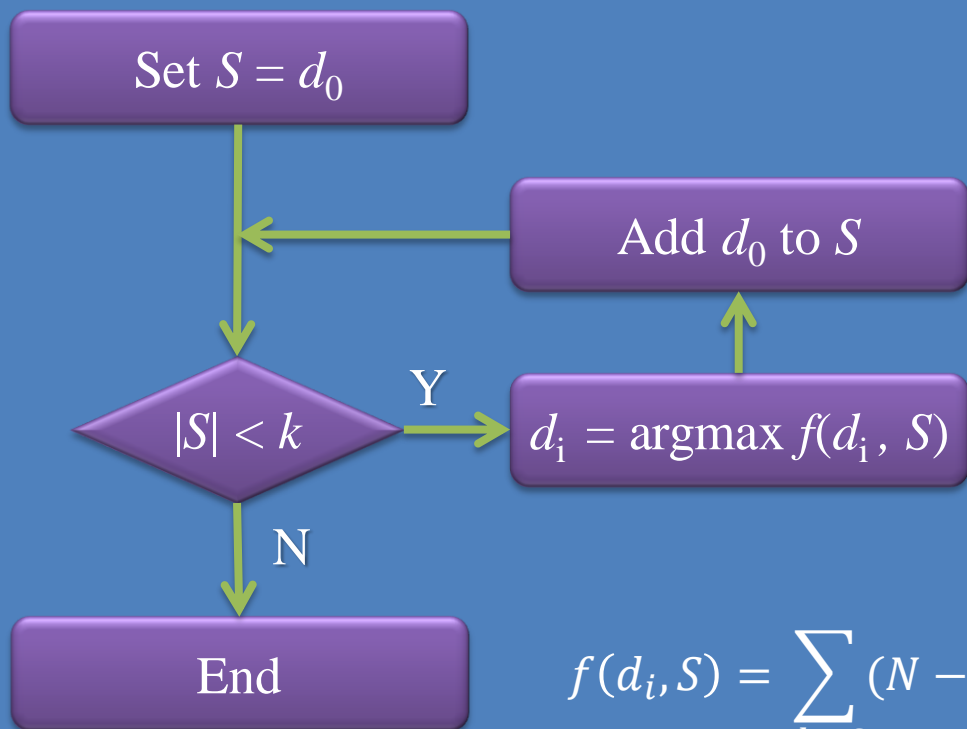 Set S = d₀
Add d₀ to S
|S| < k
Y
dᵢ = argmax f(dᵢ , S)
N
End
f(dᵢ, S) = ∑ (N −